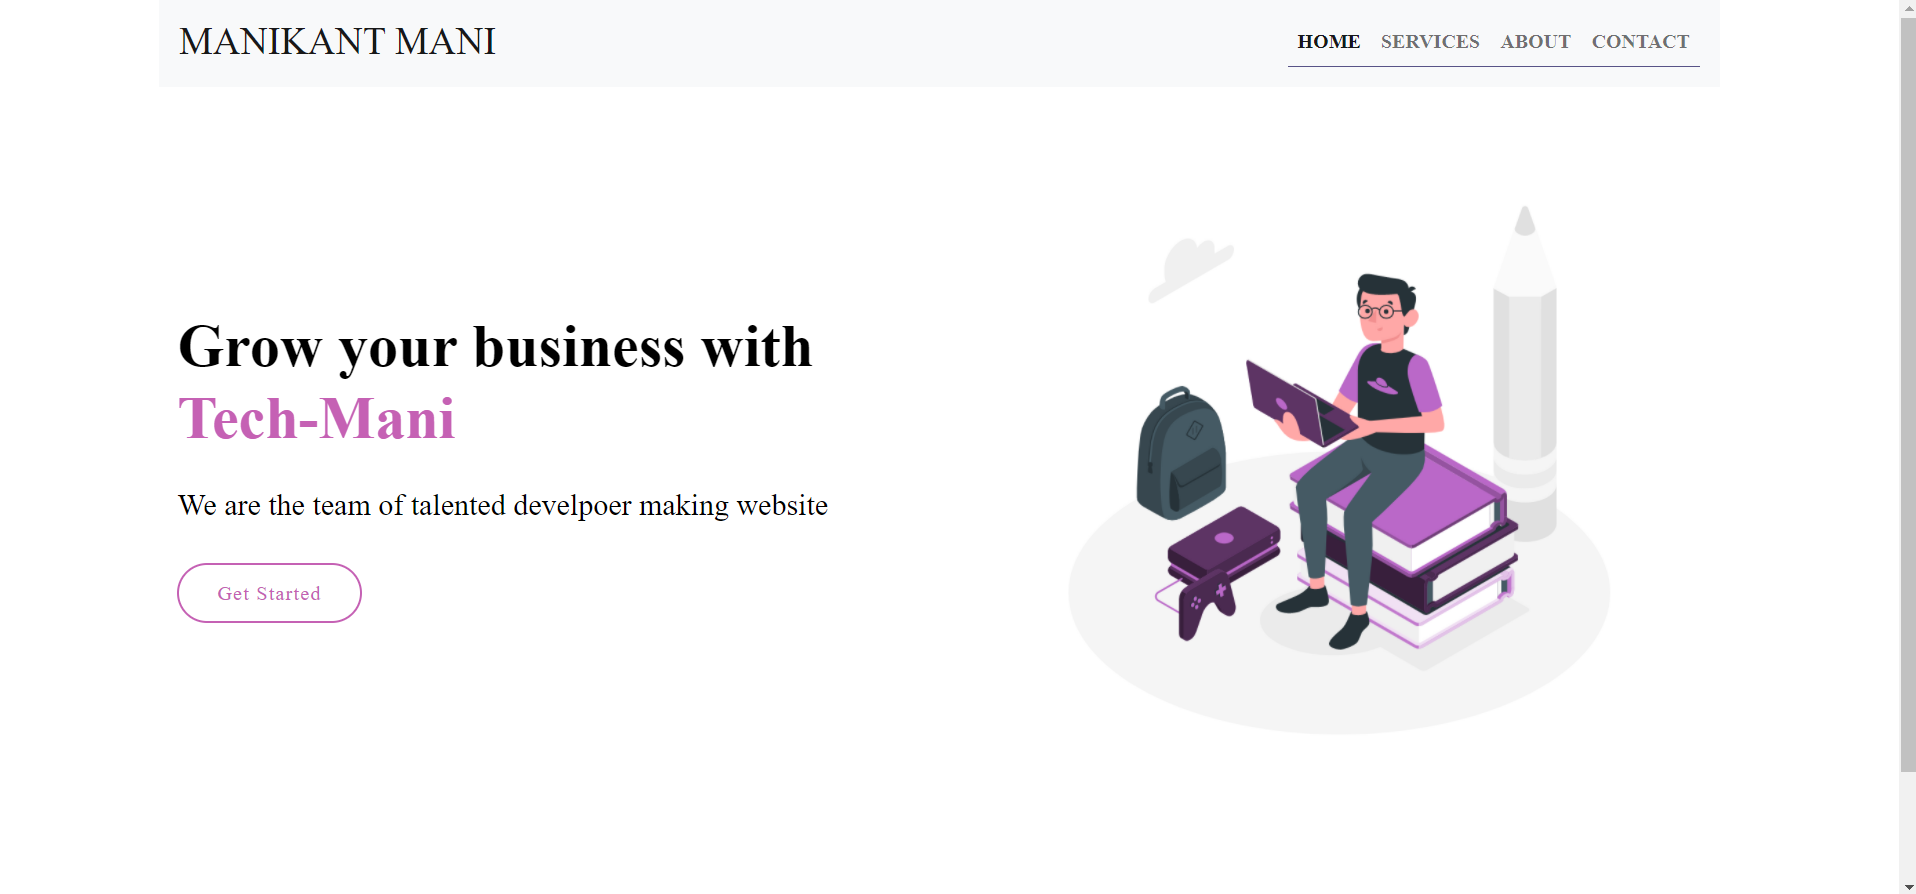 MANIKANT MANI
HOME SERVICES ABOUT CONTACT
Grow your business with
Tech-Mani
We are the team of talented develpoer making website
Get Started